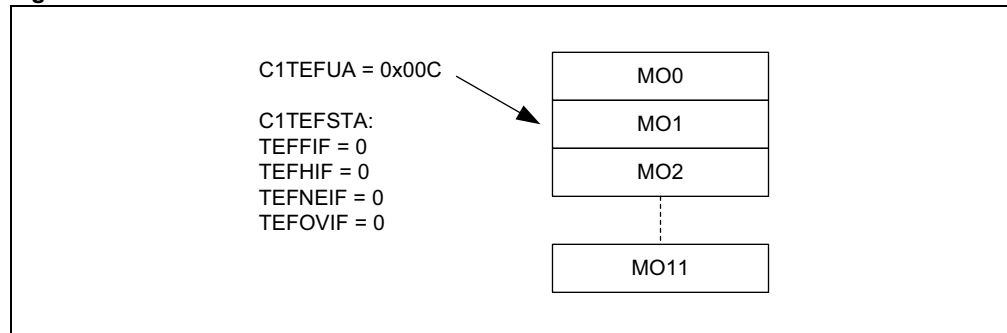 C1TEFUA = 0x00C
C1TEFSTA:
TEFFIF = 0
TEFHIF = 0
TEFNEIF = 0
TEFOVIF = 0
MO0
MO1
MO2
MO11